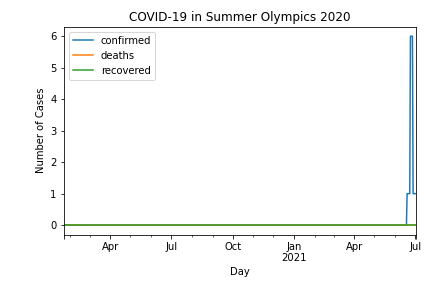 COVID-19 in Summer Olympics 2020
confirmed
deaths
recovered
6
5
4
3
2
1
0
Number of Cases
Apr
Jul
Oct
Jan
2021
Apr
Jul
Day